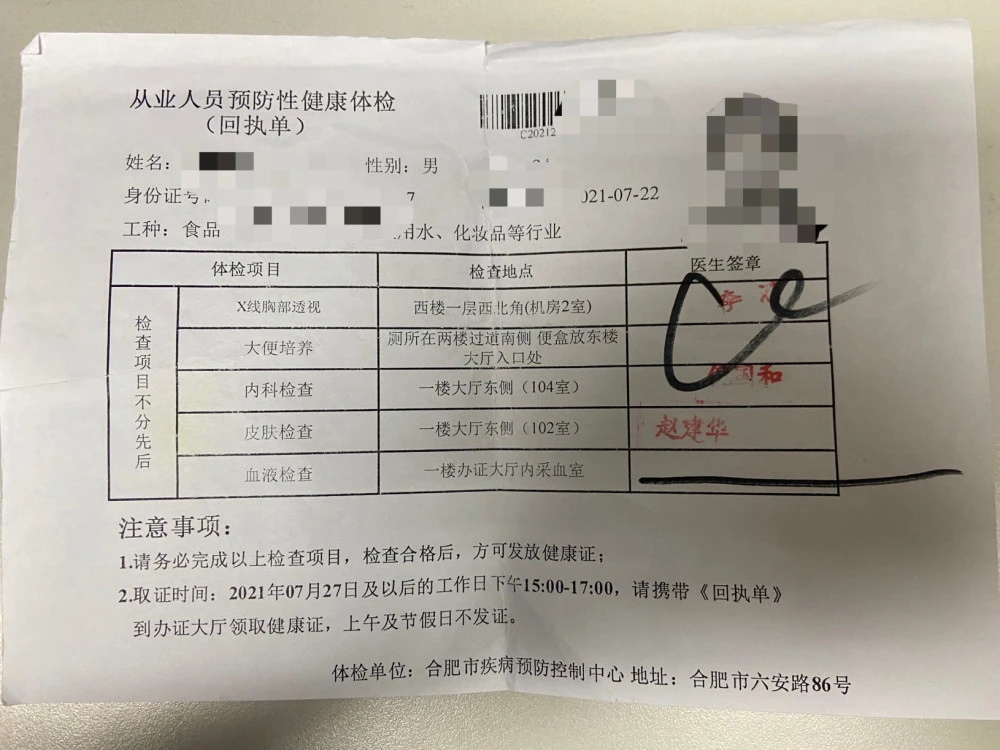 从业人员预防性健康体检
（回执单）
C20212
姓名： 性别：男
身份证号 7 021-07-22
工种：食品 用水、化妆品等行业
体检项目 检查地点 医生签章
检查项目不分先后
X线胸部透视 西楼一层西北角(机房2室) 李
大便培养 厕所在两楼过道南侧 便盒放东楼
大厅入口处
内科检查 一楼大厅东侧（104室） 国和
皮肤检查 一楼大厅东侧（102室） 赵建华
血液检查 一楼办证大厅内采血室
注意事项：
1.请务必完成以上检查项目，检查合格后，方可发放健康证；
2.取证时间：2021年07月27日及以后的工作日下午15:00-17:00，请携带《回执单》
到办证大厅领取健康证，上午及节假日不发证。
体检单位：合肥市疾病预防控制中心 地址：合肥市六安路86号